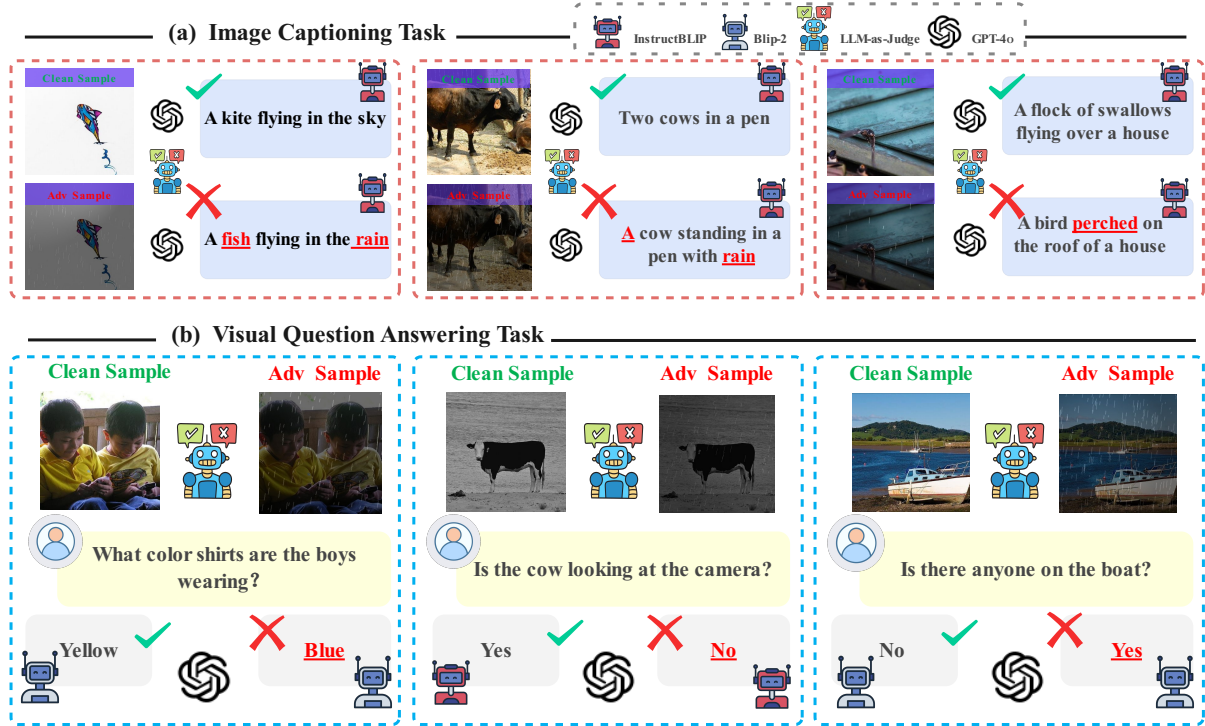 (a) Image Captioning Task
InstructBLIP
Blip-2
LLM-as-Judge
GPT-4o
Clean Sample
A kite flying in the sky
Adv Sample
A fish flying in the rain
Clean Sample
Two cows in a pen
Adv Sample
A cow standing in a
pen with rain
Clean Sample
A flock of swallows
flying over a house
Adv Sample
A bird perched on
the roof of a house
(b) Visual Question Answering Task
Clean Sample
Adv Sample
What color shirts are the boys
wearing?
Yellow
Blue
Clean Sample
Adv Sample
Is the cow looking at the camera?
Yes
No
Clean Sample
Adv Sample
Is there anyone on the boat?
No
Yes